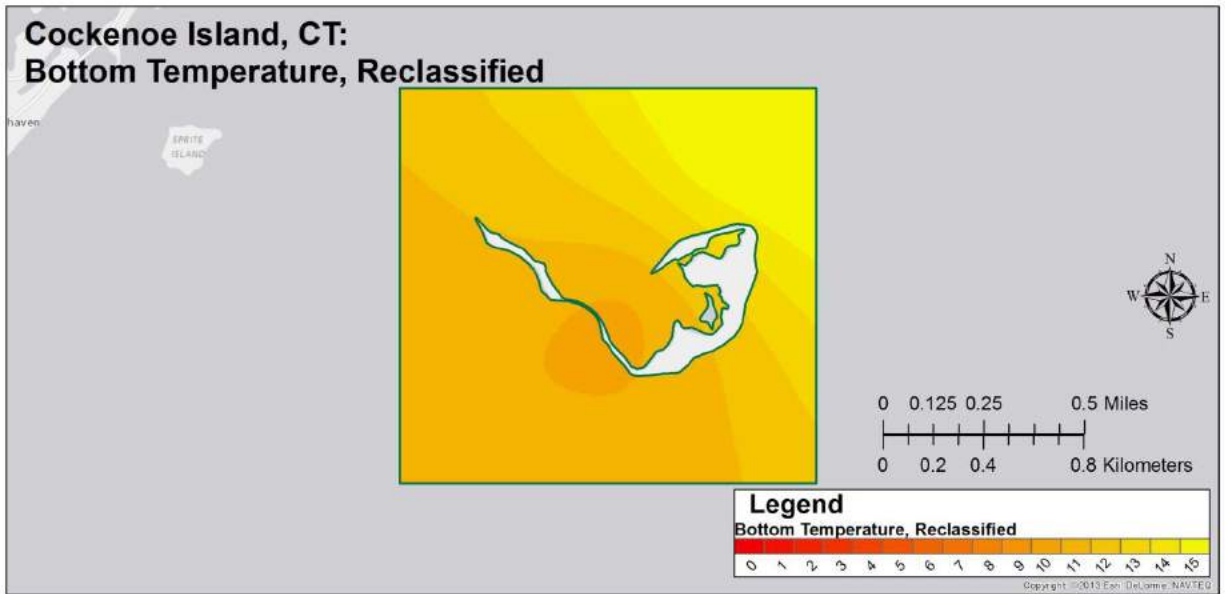 Cockenoe Island, CT:
Bottom Temperature, Reclassified
haven
SPRITE
ISLAND
N
W E
S
0 0.125 0.25 0.5 Miles
0 0.2 0.4 0.8 Kilometers
Legend
Bottom Temperature, Reclassified
0 1 2 3 4 5 6 7 8 9 10 11 12 13 14 15
Copyright: ©2013 Esri, DeLorme, NAVTEQ